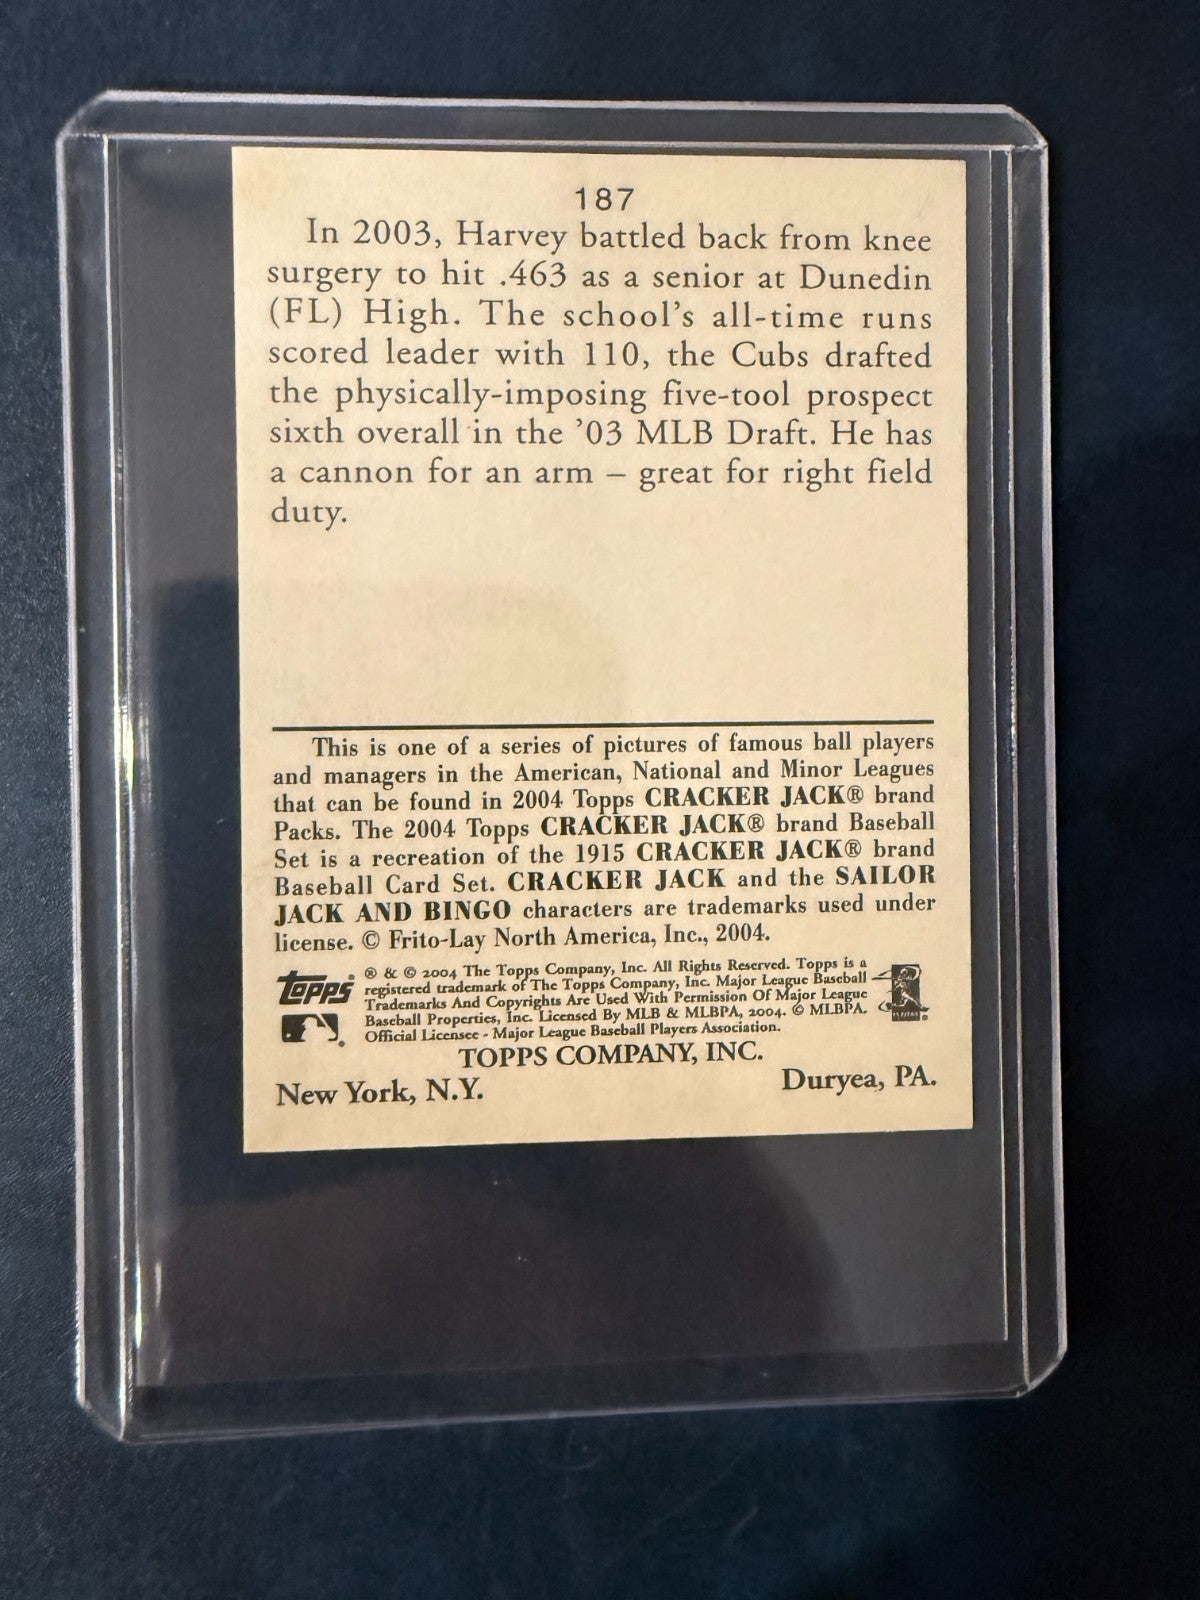 187
In 2003, Harvey battled back from knee
surgery to hit .463 as a senior at Dunedin
(FL) High. The school's all-time runs
scored leader with 110, the Cubs drafted
the physically-imposing five-tool prospect
sixth overall in the '03 MLB Draft. He has
a cannon for an arm – great for right field
duty.
This is one of a series of pictures of famous ball players
and managers in the American, National and Minor Leagues
that can be found in 2004 Topps CRACKER JACK® brand
Packs. The 2004 Topps CRACKER JACK® brand Baseball
Set is a recreation of the 1915 CRACKER JACK® brand
Baseball Card Set. CRACKER JACK and the SAILOR
JACK AND BINGO characters are trademarks used under
license. © Frito-Lay North America, Inc., 2004.
Topps
® & © 2004 The Topps Company, Inc. All Rights Reserved. Topps is a
registered trademark of The Topps Company, Inc. Major League Baseball
Trademarks And Copyrights Are Used With Permission Of Major League
Baseball Properties, Inc. Licensed By MLB & MLBPA, 2004. © MLBPA.
Official Licensee - Major League Baseball Players Association.
TOPPS COMPANY, INC.
New York, N.Y.
Duryea, PA.